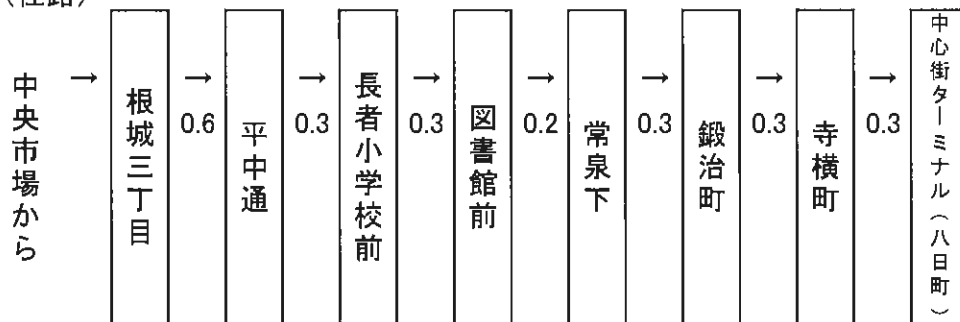 (往路)
中央市場から
→
根城三丁目
→
0.6
平中通
→
0.3
長者小学校前
→
0.3
図書館前
→
0.2
常泉下
→
0.3
鍛冶町
→
0.3
寺横町
→
0.3
中心街ターミナル(八日町)